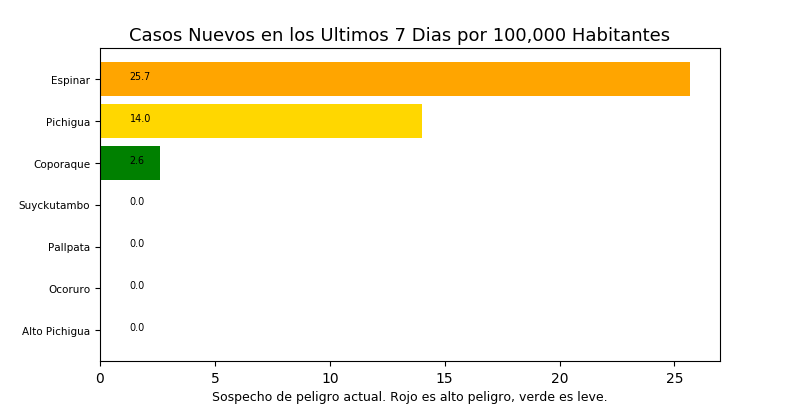 Casos Nuevos en los Ultimos 7 Dias por 100,000 Habitantes
Espinar 25.7
Pichigua 14.0
Coporaque 2.6
Suyckutambo 0.0
Pallpata 0.0
Ocoruro 0.0
Alto Pichigua 0.0
0 5 10 15 20 25
Sospecho de peligro actual. Rojo es alto peligro, verde es leve.